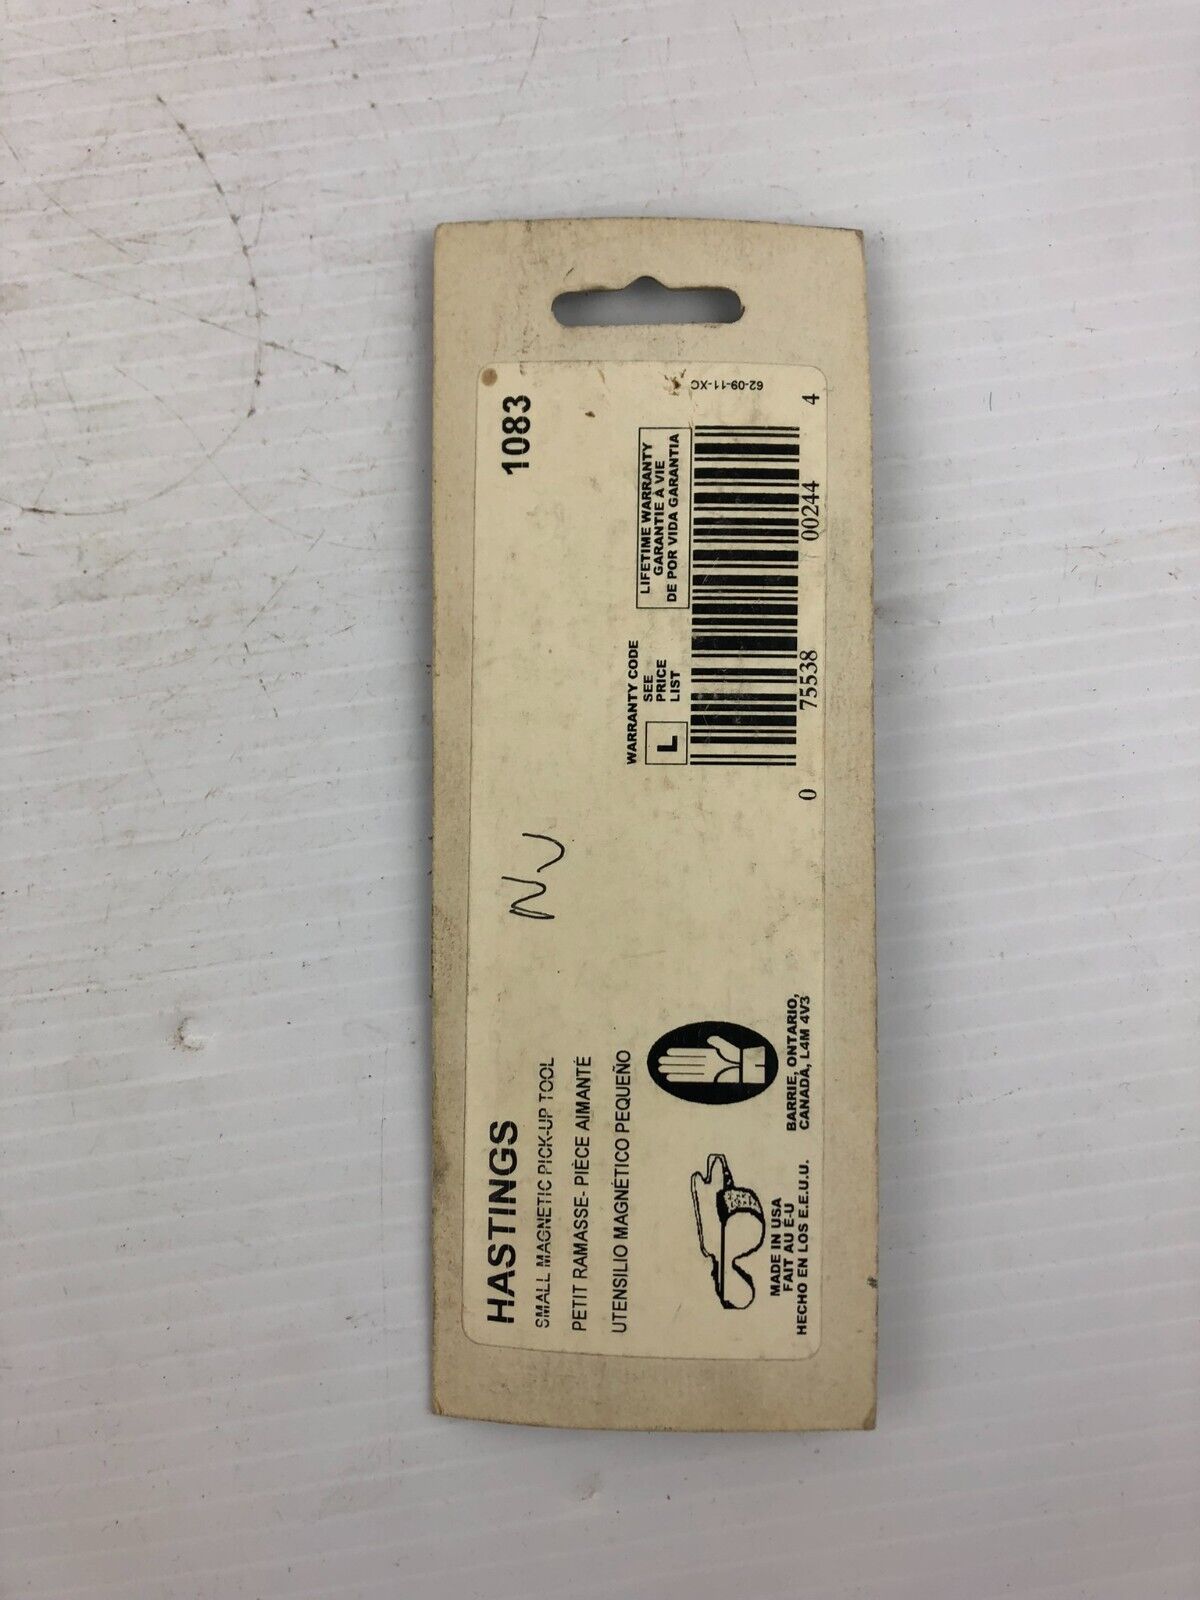 HASTINGS 1083
SMALL MAGNETIC PICK-UP TOOL
PETIT RAMASSE- PIÈCE AIMANTÉ
UTENSILIO MAGNÉTICO PEQUEÑO
NU
WARRANTY CODE
L
SEE
PRICE
LIST
LIFETIME WARRANTY
GARANTIE À VIE
DE POR VIDA GARANTIA
62-09-11-XC
0 75538 00244 4
MADE IN USA
FAIT AU É-U
HECHO EN LOS E.E.U.U.
BARRIE, ONTARIO,
CANADA, L4M 4V3